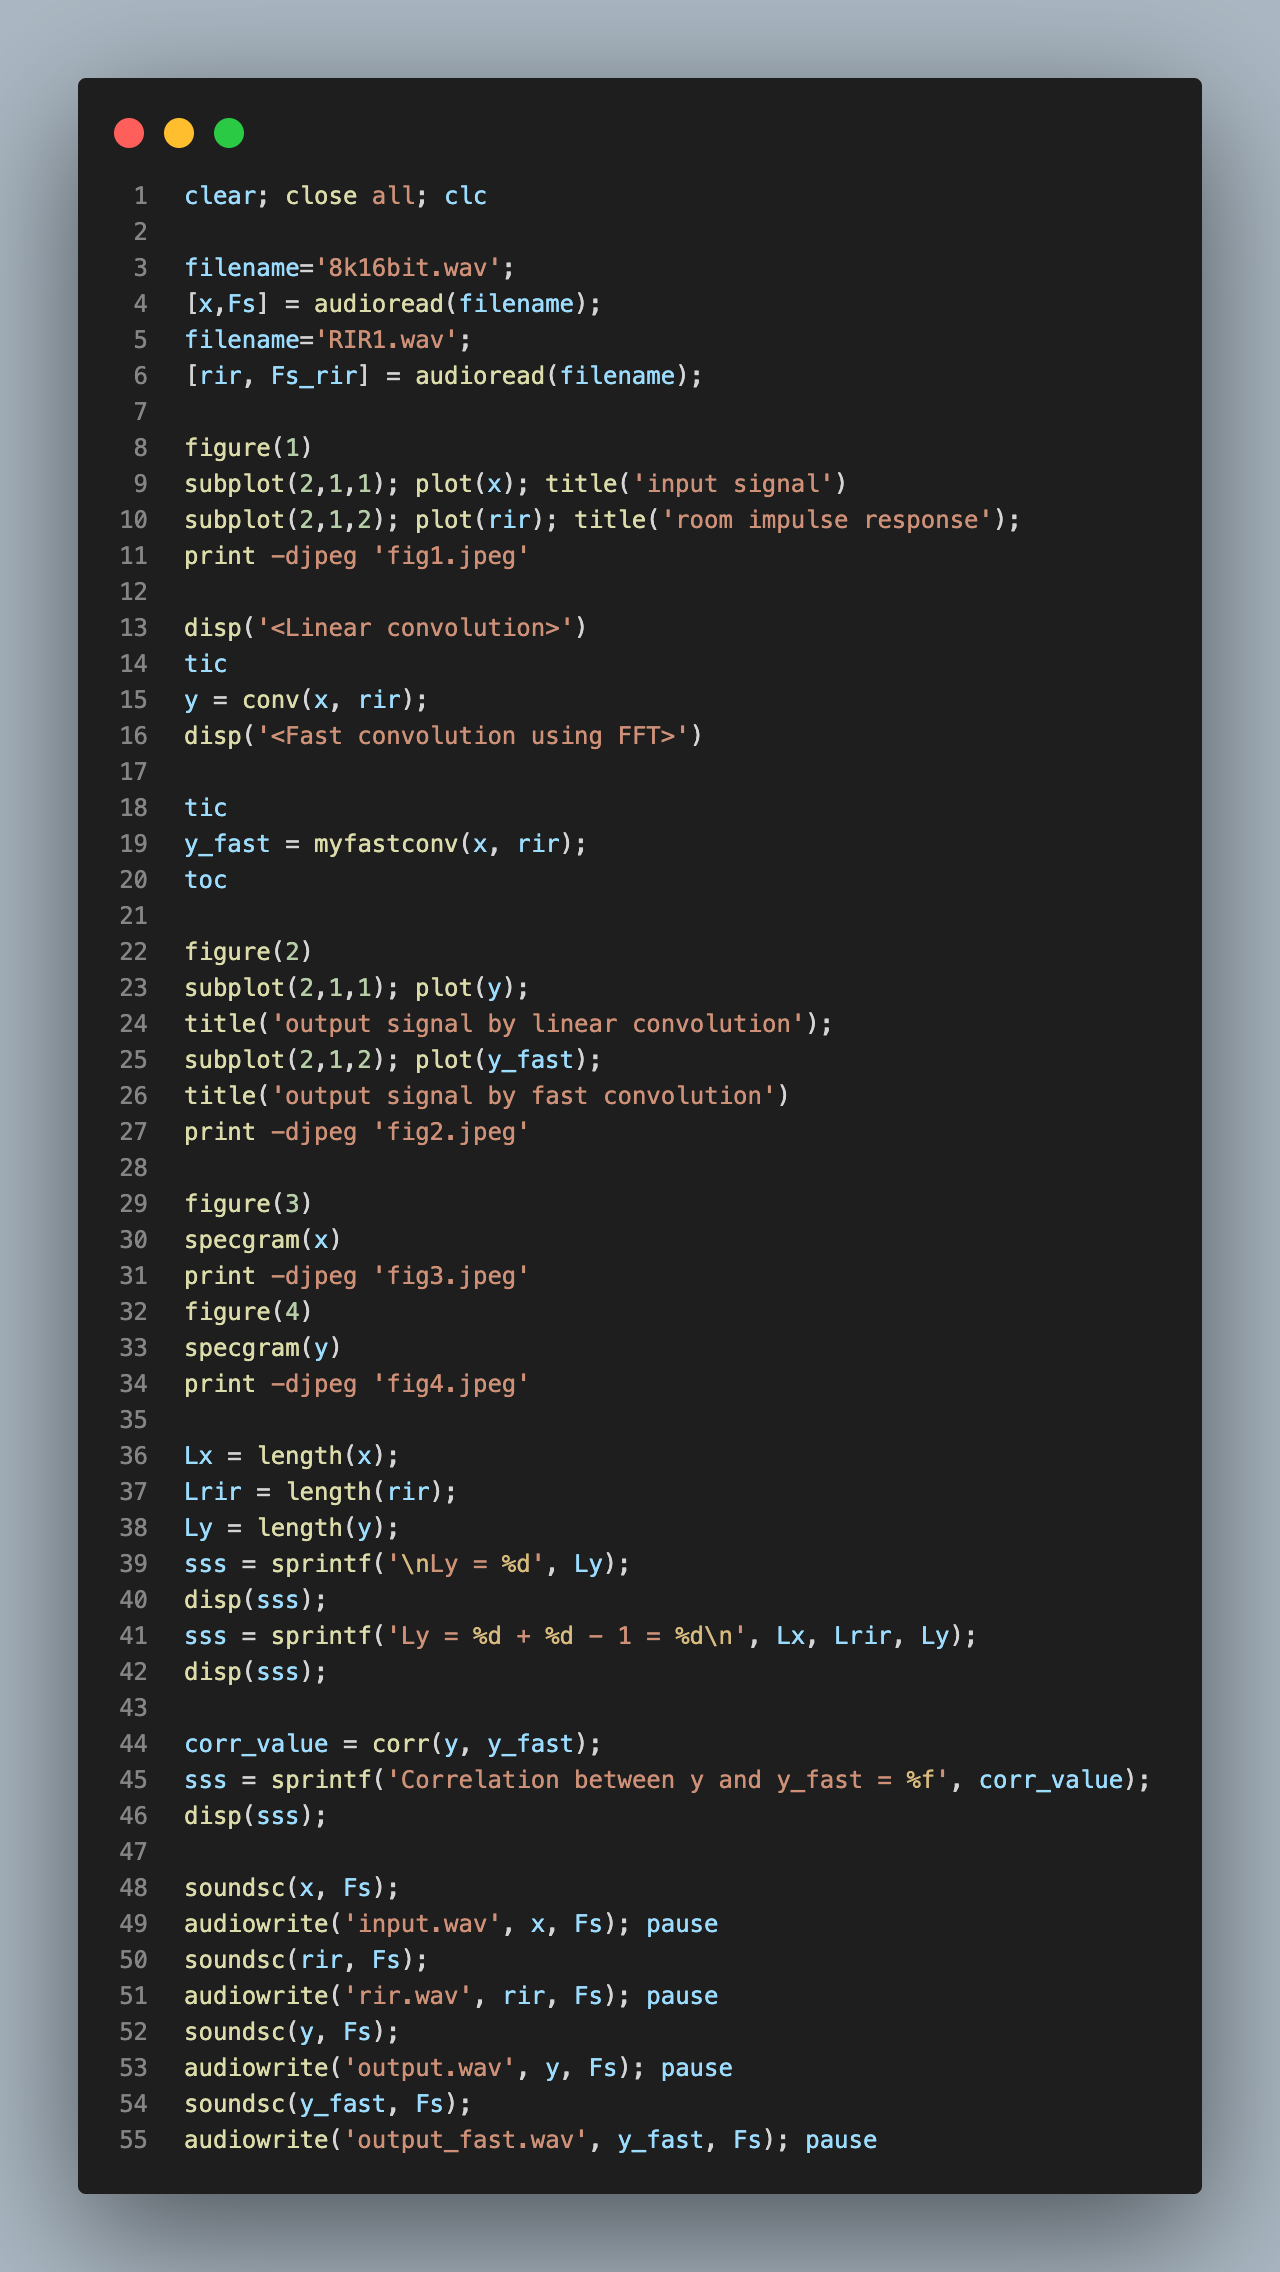 1 clear; close all; clc
2
3 filename='8k16bit.wav';
4 [x,Fs] = audioread(filename);
5 filename='RIR1.wav';
6 [rir, Fs_rir] = audioread(filename);
7
8 figure(1)
9 subplot(2,1,1); plot(x); title('input signal')
10 subplot(2,1,2); plot(rir); title('room impulse response');
11 print -djpeg 'fig1.jpeg'
12
13 disp('<Linear convolution>')
14 tic
15 y = conv(x, rir);
16 disp('<Fast convolution using FFT>')
17
18 tic
19 y_fast = myfastconv(x, rir);
20 toc
21
22 figure(2)
23 subplot(2,1,1); plot(y);
24 title('output signal by linear convolution');
25 subplot(2,1,2); plot(y_fast);
26 title('output signal by fast convolution')
27 print -djpeg 'fig2.jpeg'
28
29 figure(3)
30 specgram(x)
31 print -djpeg 'fig3.jpeg'
32 figure(4)
33 specgram(y)
34 print -djpeg 'fig4.jpeg'
35
36 Lx = length(x);
37 Lrir = length(rir);
38 Ly = length(y);
39 sss = sprintf('\nLy = %d', Ly);
40 disp(sss);
41 sss = sprintf('Ly = %d + %d - 1 = %d\n', Lx, Lrir, Ly);
42 disp(sss);
43
44 corr_value = corr(y, y_fast);
45 sss = sprintf('Correlation between y and y_fast = %f', corr_value);
46 disp(sss);
47
48 soundsc(x, Fs);
49 audiowrite('input.wav', x, Fs); pause
50 soundsc(rir, Fs);
51 audiowrite('rir.wav', rir, Fs); pause
52 soundsc(y, Fs);
53 audiowrite('output.wav', y, Fs); pause
54 soundsc(y_fast, Fs);
55 audiowrite('output_fast.wav', y_fast, Fs); pause